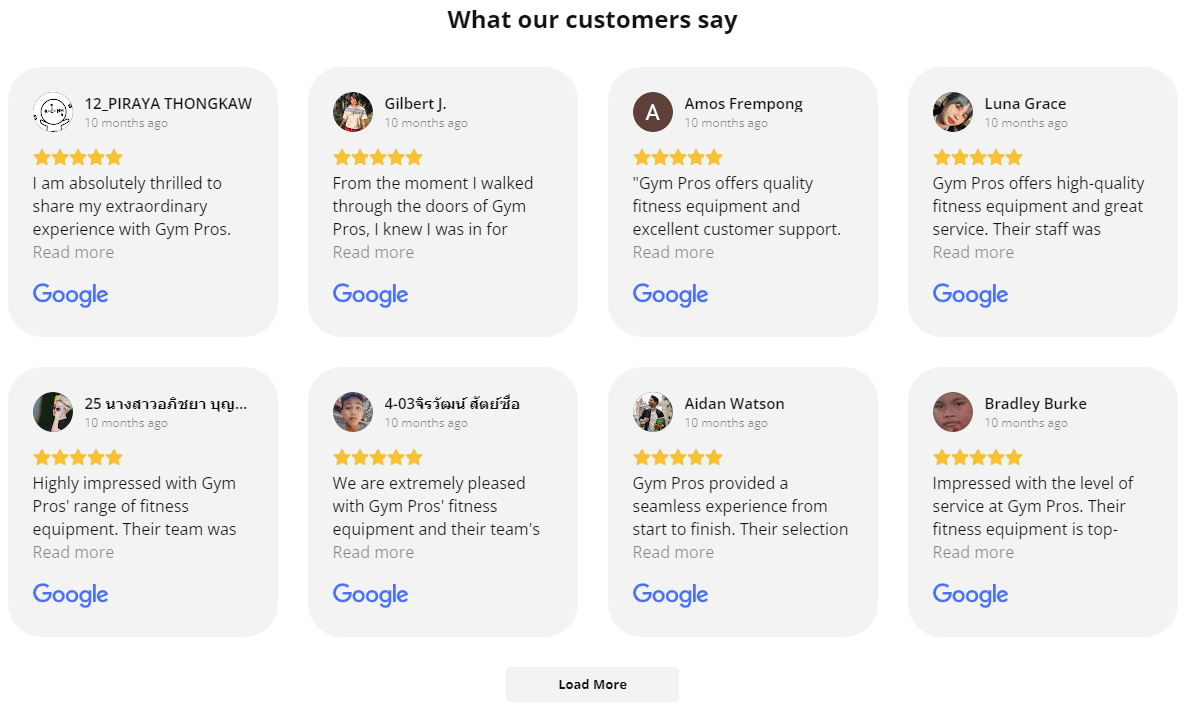 What our customers say
12_PIRAYA THONGKAW
10 months ago
I am absolutely thrilled to
share my extraordinary
experience with Gym Pros.
Read more
Google
Gilbert J.
10 months ago
From the moment I walked
through the doors of Gym
Pros, I knew I was in for
Read more
Google
A
Amos Frempong
10 months ago
"Gym Pros offers quality
fitness equipment and
excellent customer support.
Read more
Google
Luna Grace
10 months ago
Gym Pros offers high-quality
fitness equipment and great
service. Their staff was
Read more
Google
25 นางสาวอภิชยา บุญ...
10 months ago
Highly impressed with Gym
Pros' range of fitness
equipment. Their team was
Read more
Google
4-03จิรวัฒน์ สัตย์ซื่อ
10 months ago
We are extremely pleased
with Gym Pros' fitness
equipment and their team's
Read more
Google
Aidan Watson
10 months ago
Gym Pros provided a
seamless experience from
start to finish. Their selection
Read more
Google
Bradley Burke
10 months ago
Impressed with the level of
service at Gym Pros. Their
fitness equipment is top-
Read more
Google
Load More